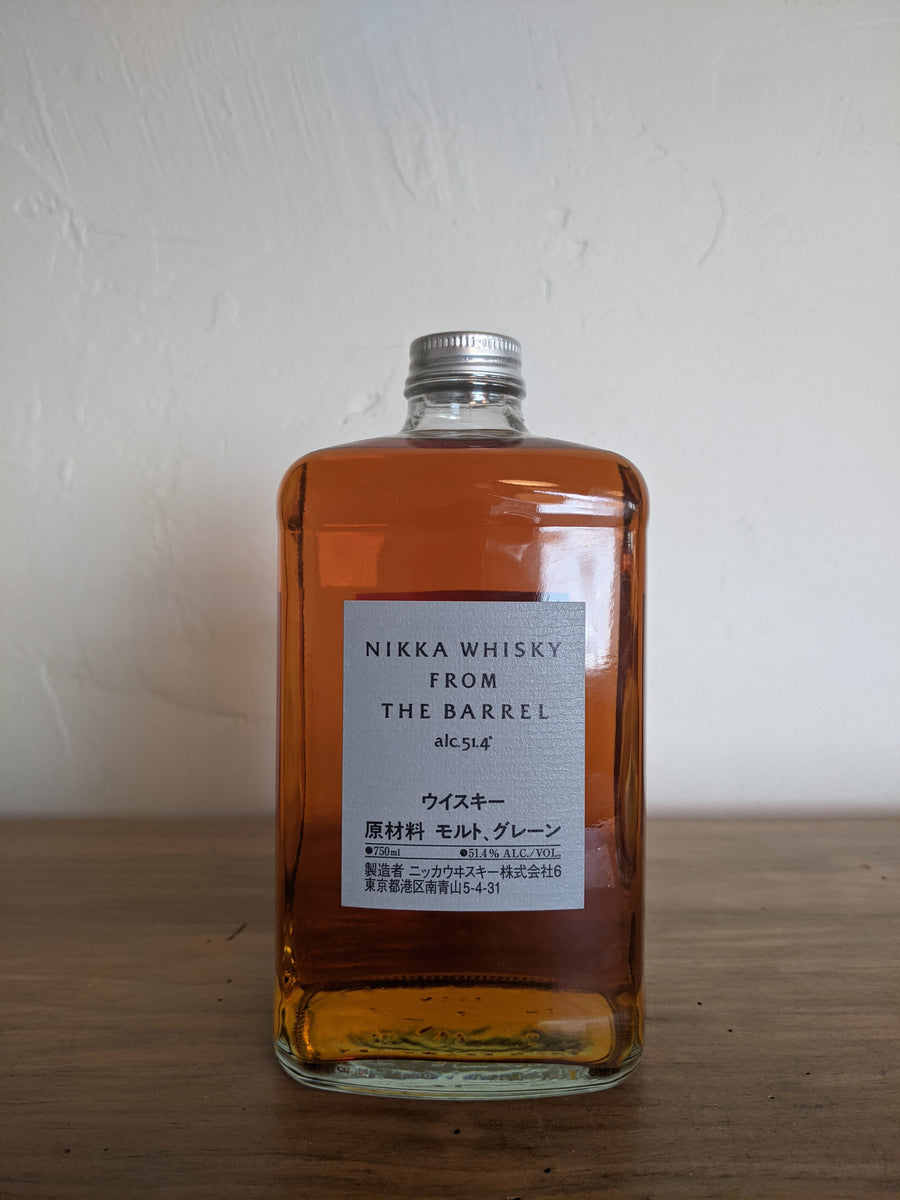 NIKKA WHISKY
FROM
THE BARREL
alc.51.4°
ウイスキー
原材料 モルト、グレーン
●750ml ●51.4% ALC./VOL.
製造者 ニッカウヰスキー株式会社6
東京都港区南青山5-4-31